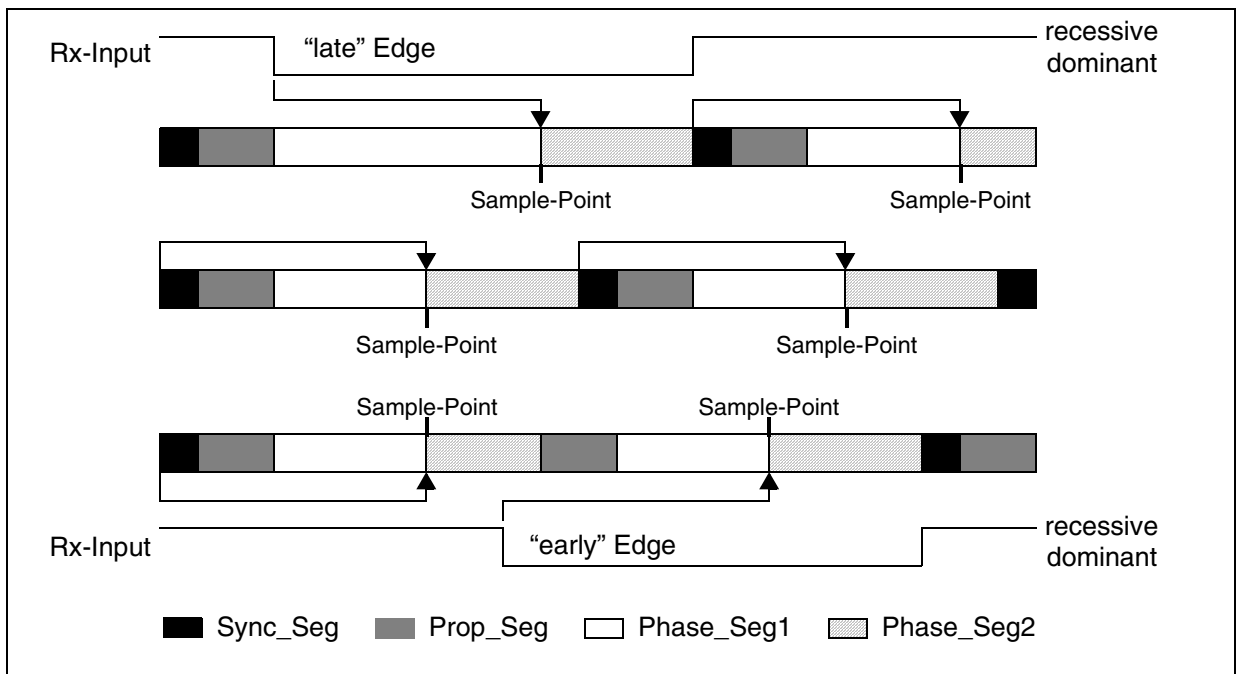 Rx-Input
“late” Edge
recessive
dominant
Sample-Point
Sample-Point
Sample-Point
Sample-Point
Sample-Point
Sample-Point
Rx-Input
“early” Edge
recessive
dominant
Sync_Seg
Prop_Seg
Phase_Seg1
Phase_Seg2